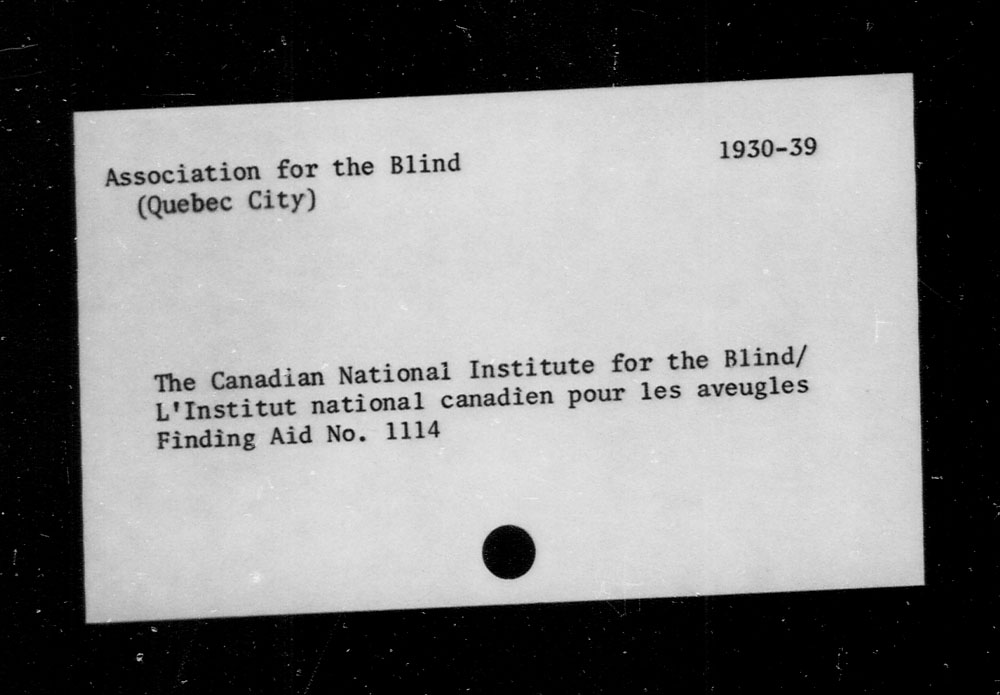 Association for the Blind 1930-39
(Quebec City)
The Canadian National Institute for the Blind/
L'Institut national canadien pour les aveugles
Finding Aid No. 1114